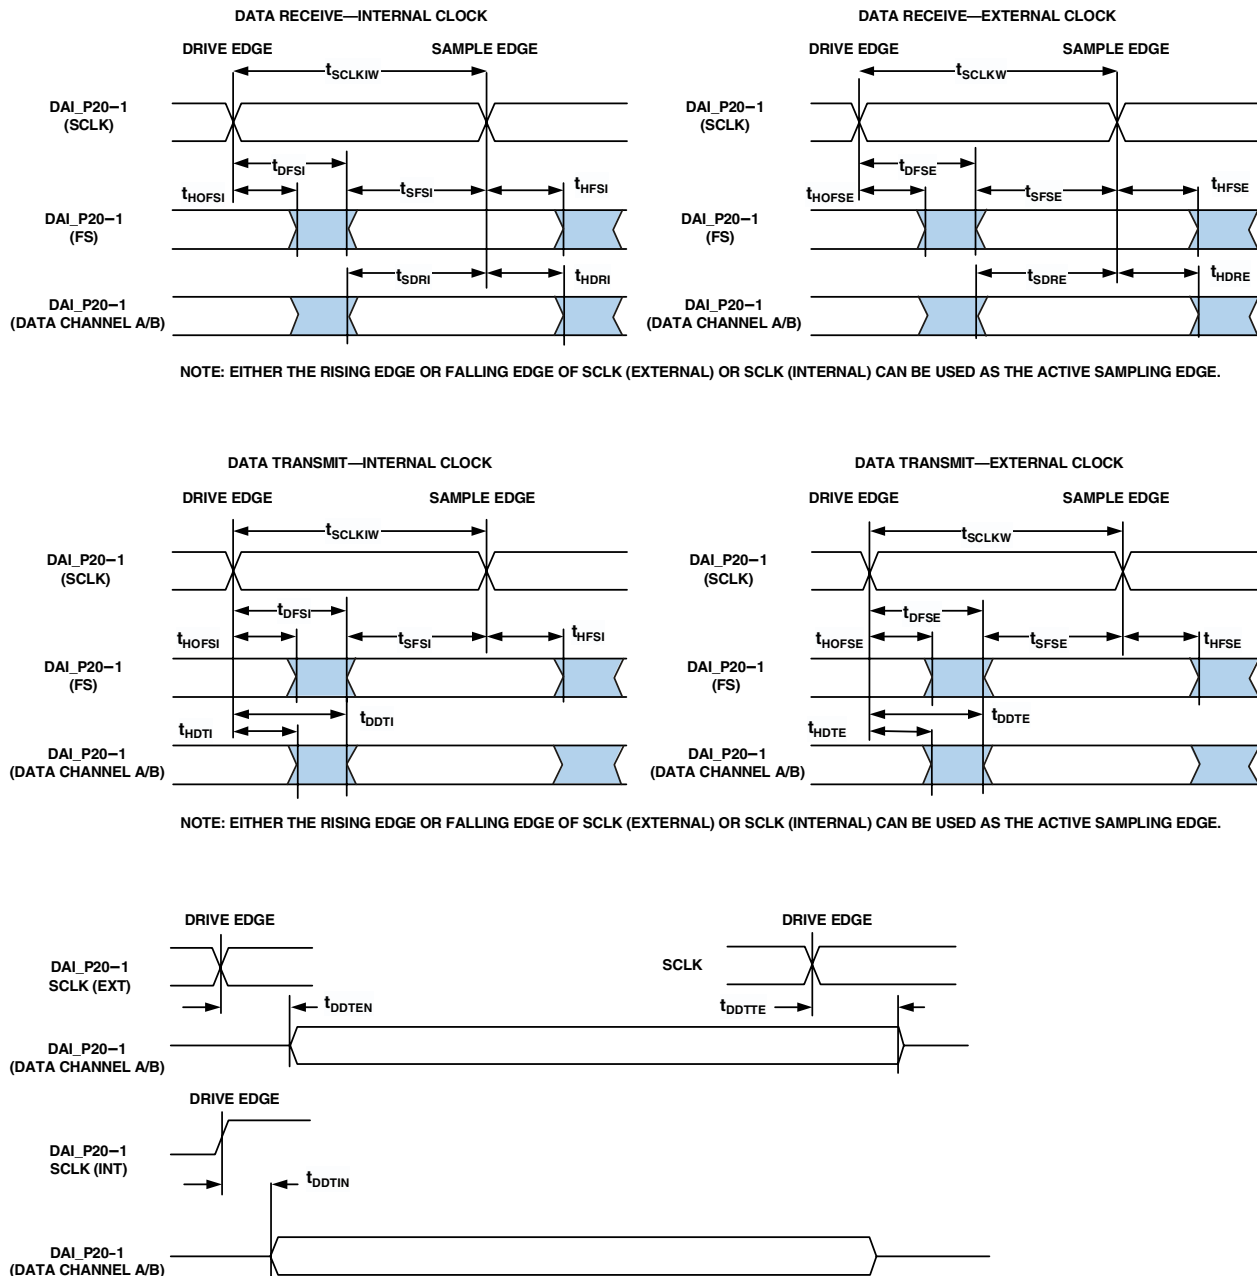 DATA RECEIVE—INTERNAL CLOCK
DRIVE EDGE
SAMPLE EDGE
tSCLKIW
DAI_P20–1
(SCLK)
tDFSI
tHOFSI
tSFSI
tHFSI
DAI_P20–1
(FS)
tSDRI
tHDRI
DAI_P20–1
(DATA CHANNEL A/B)
DATA RECEIVE—EXTERNAL CLOCK
DRIVE EDGE
SAMPLE EDGE
tSCLKW
DAI_P20–1
(SCLK)
tDFSE
tHOFSE
tSFSE
tHFSE
DAI_P20–1
(FS)
tSDRE
tHDRE
DAI_P20–1
(DATA CHANNEL A/B)
NOTE: EITHER THE RISING EDGE OR FALLING EDGE OF SCLK (EXTERNAL) OR SCLK (INTERNAL) CAN BE USED AS THE ACTIVE SAMPLING EDGE.
DATA TRANSMIT—INTERNAL CLOCK
DRIVE EDGE
SAMPLE EDGE
tSCLKIW
DAI_P20–1
(SCLK)
tDFSI
tHOFSI
tSFSI
tHFSI
DAI_P20–1
(FS)
tDDTI
tHDTI
DAI_P20–1
(DATA CHANNEL A/B)
DATA TRANSMIT—EXTERNAL CLOCK
DRIVE EDGE
SAMPLE EDGE
tSCLKW
DAI_P20–1
(SCLK)
tDFSE
tHOFSE
tSFSE
tHFSE
DAI_P20–1
(FS)
tDDTE
tHDTE
DAI_P20–1
(DATA CHANNEL A/B)
NOTE: EITHER THE RISING EDGE OR FALLING EDGE OF SCLK (EXTERNAL) OR SCLK (INTERNAL) CAN BE USED AS THE ACTIVE SAMPLING EDGE.
DRIVE EDGE
DRIVE EDGE
DAI_P20–1
SCLK (EXT)
SCLK
tDDTEN
tDDTTE
DAI_P20–1
(DATA CHANNEL A/B)
DRIVE EDGE
DAI_P20–1
SCLK (INT)
tDDTIN
DAI_P20-1
(DATA CHANNEL A/B)